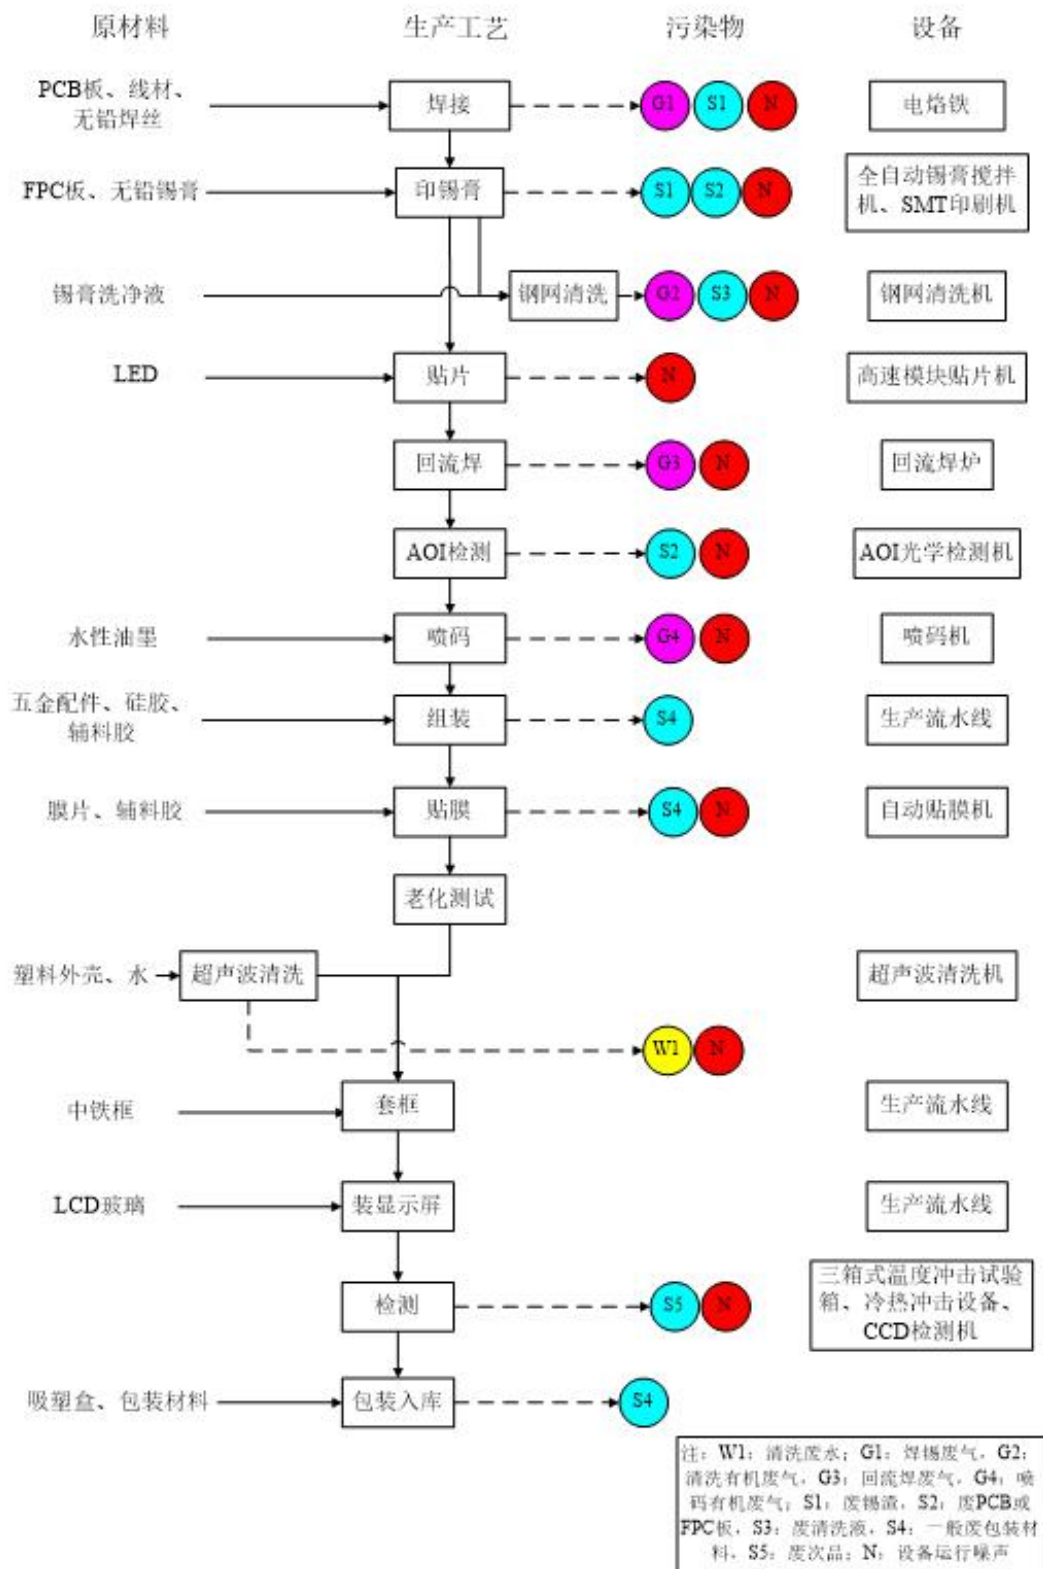 原材料 生产工艺 污染物 设备
PCB板、线材、
无铅焊丝
焊接
G1 S1 N
电烙铁
FPC板、无铅锡膏
印锡膏
S1 S2 N
全自动锡膏搅拌
机、SMT印刷机
锡膏洗净液
钢网清洗
G2 S3 N
钢网清洗机
LED
贴片
N
高速模块贴片机
回流焊
G3 N
回流焊炉
AOI检测
S2 N
AOI光学检测机
水性油墨
喷码
G4 N
喷码机
五金配件、硅胶、
辅料胶
组装
S4
生产流水线
膜片、辅料胶
贴膜
S4 N
自动贴膜机
老化测试
塑料外壳、水
超声波清洗
超声波清洗机
W1 N
中铁框
套框
生产流水线
LCD玻璃
装显示屏
生产流水线
检测
S5 N
三箱式温度冲击试验
箱、冷热冲击设备、
CCD检测机
吸塑盒、包装材料
包装入库
S4
注：W1：清洗废水；G1：焊锡废气，G2：
清洗有机废气，G3：回流焊废气，G4：喷
码有机废气；S1：废锡渣，S2：废PCB或
FPC板，S3：废清洗液，S4：一般废包装材
料，S5：废次品；N：设备运行噪声